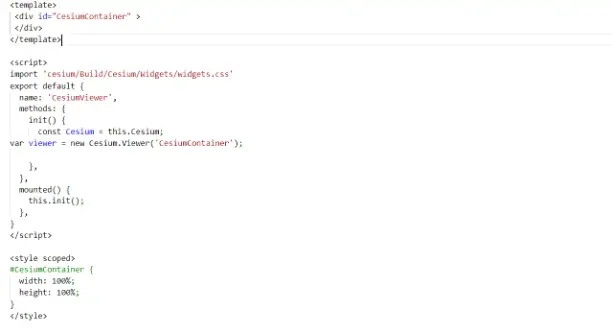 <template>
<div id="CesiumContainer" >
</div>
</template>
<script>
import 'cesium/Build/Cesium/Widgets/widgets.css'
export default {
name: 'CesiumViewer',
methods: {
init() {
const Cesium = this.Cesium;
var viewer = new Cesium.Viewer('CesiumContainer');
},
},
mounted() {
this.init();
},
}
</script>
<style scoped>
#CesiumContainer {
width: 100%;
height: 100%;
}
</style>